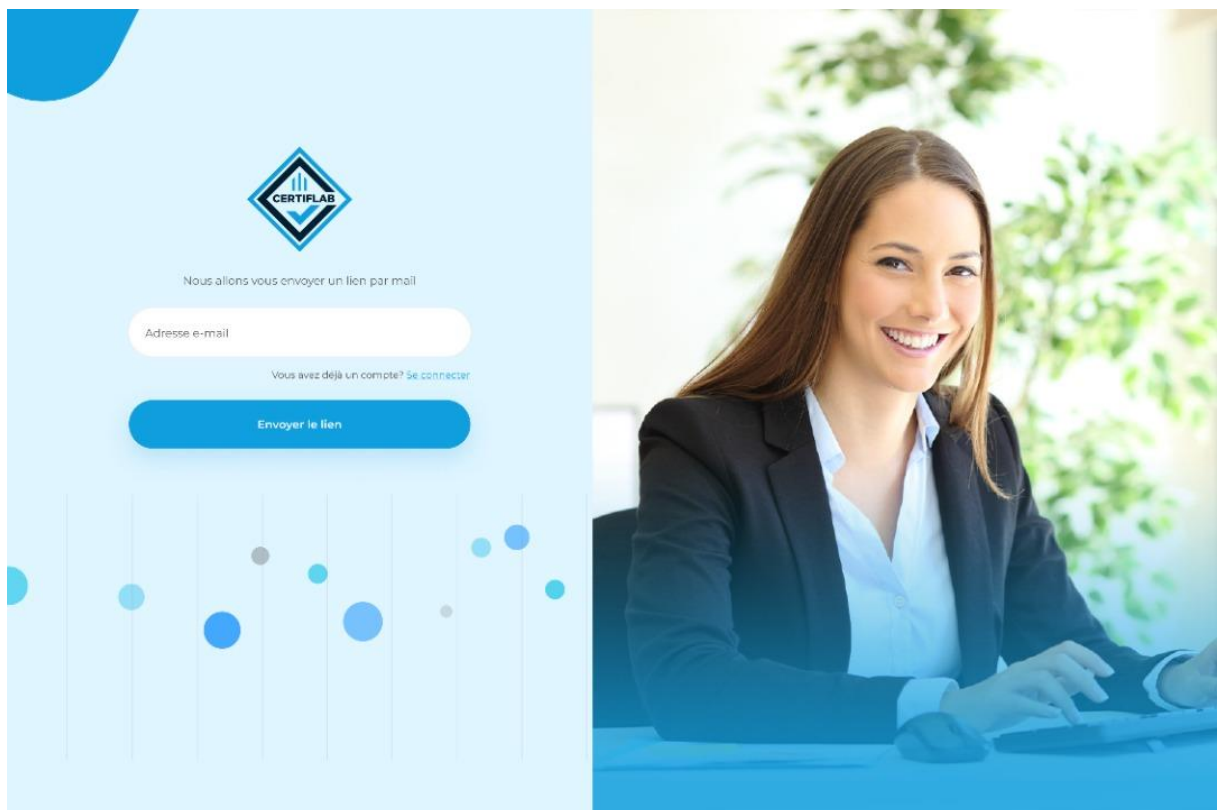 CERTIFLAB
Nous allons vous envoyer un lien par mail
Adresse e-mail
Vous avez déjà un compte? Se connecter
Envoyer le lien